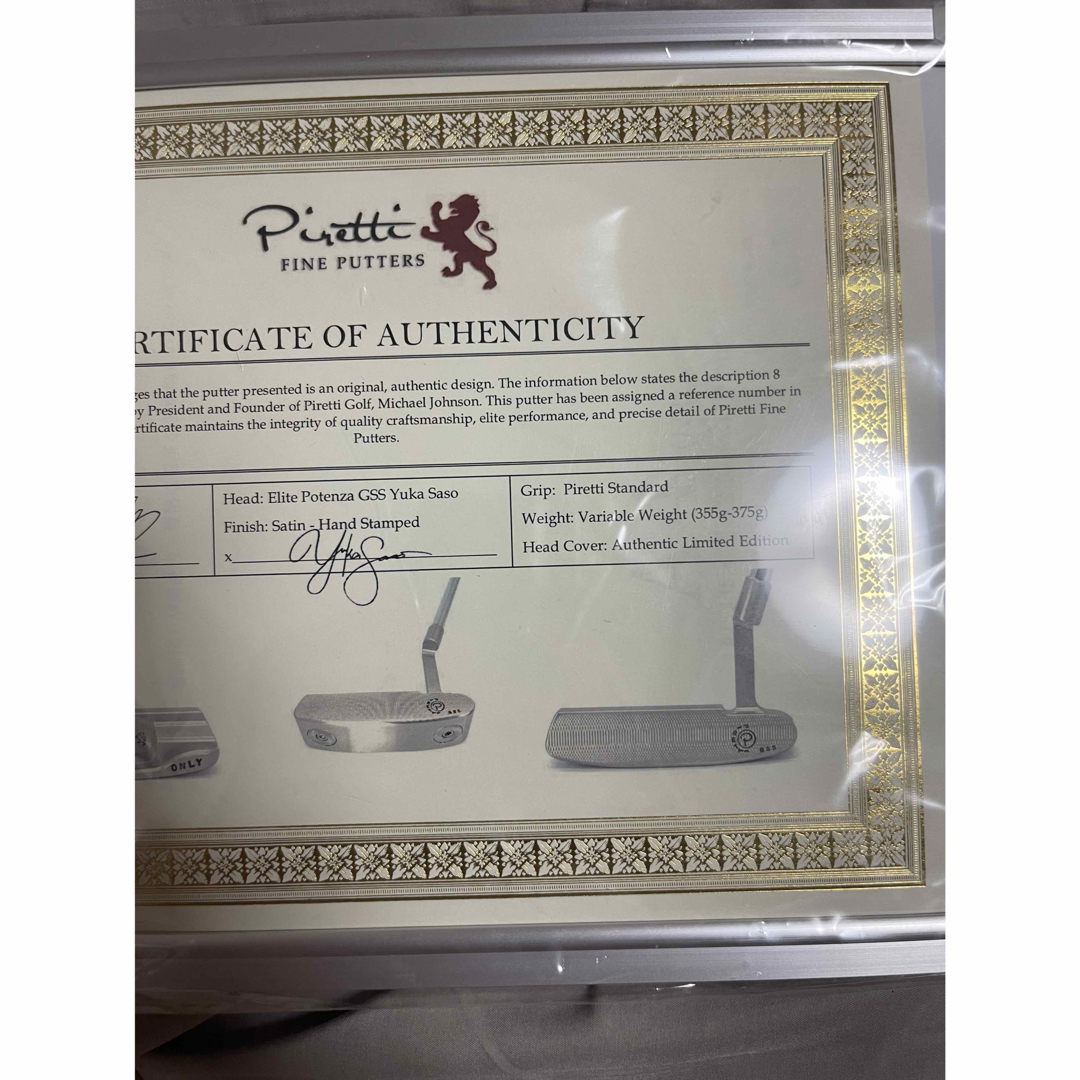 Piretti
FINE PUTTERS
RTIFICATE OF AUTHENTICITY
ges that the putter presented is an original, authentic design. The information below states the description 8
y President and Founder of Piretti Golf, Michael Johnson. This putter has been assigned a reference number in
rtificate maintains the integrity of quality craftsmanship, elite performance, and precise detail of Piretti Fine
Putters.
Head: Elite Potenza GSS Yuka Saso
Finish: Satin - Hand Stamped
x Yuka Saso
Grip: Piretti Standard
Weight: Variable Weight (355g-375g)
Head Cover: Authentic Limited Edition
ONLY